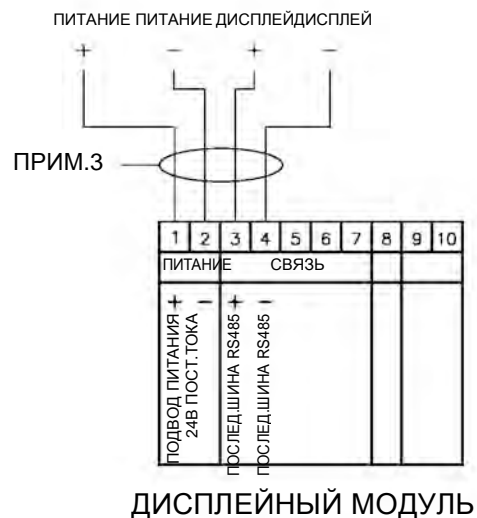 ПИТАНИЕ ПИТАНИЕ ДИСПЛЕЙДИСПЛЕЙ
+ − + −
ПРИМ.3
1 2 3 4 5 6 7 8 9 10
ПИТАНИЕ СВЯЗЬ
+ − + −
ПОДВОД ПИТАНИЯ
24В ПОСТ.ТОКА
ПОСЛЕД.ШИНА RS485
ПОСЛЕД.ШИНА RS485
ДИСПЛЕЙНЫЙ МОДУЛЬ